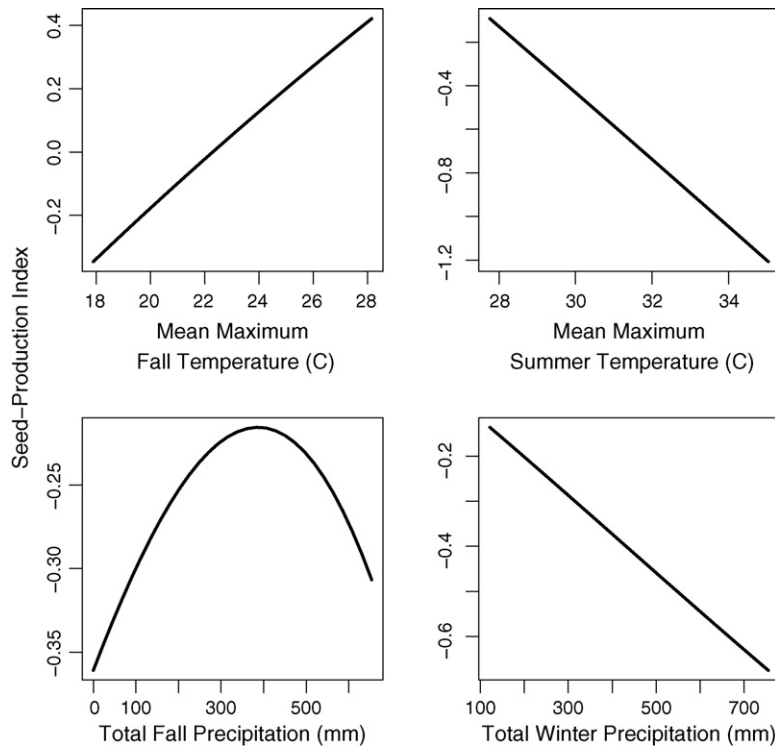 Seed–Production Index
0.4
0.2
0.0
−0.2
18 20 22 24 26 28
Mean Maximum
Fall Temperature (C)
−0.4
−0.8
−1.2
28 30 32 34
Mean Maximum
Summer Temperature (C)
−0.25
−0.30
−0.35
0 100 300 500
Total Fall Precipitation (mm)
−0.2
−0.4
−0.6
100 300 500 700
Total Winter Precipitation (mm)